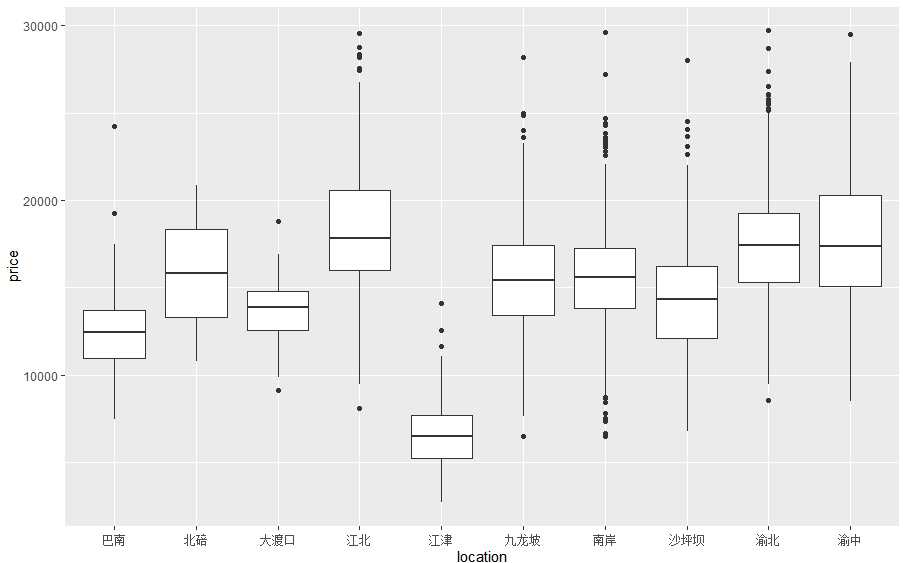 30000
20000
10000
price
巴南 北碚 大渡口 江北 江津 九龙坡 南岸 沙坪坝 渝北 渝中
location